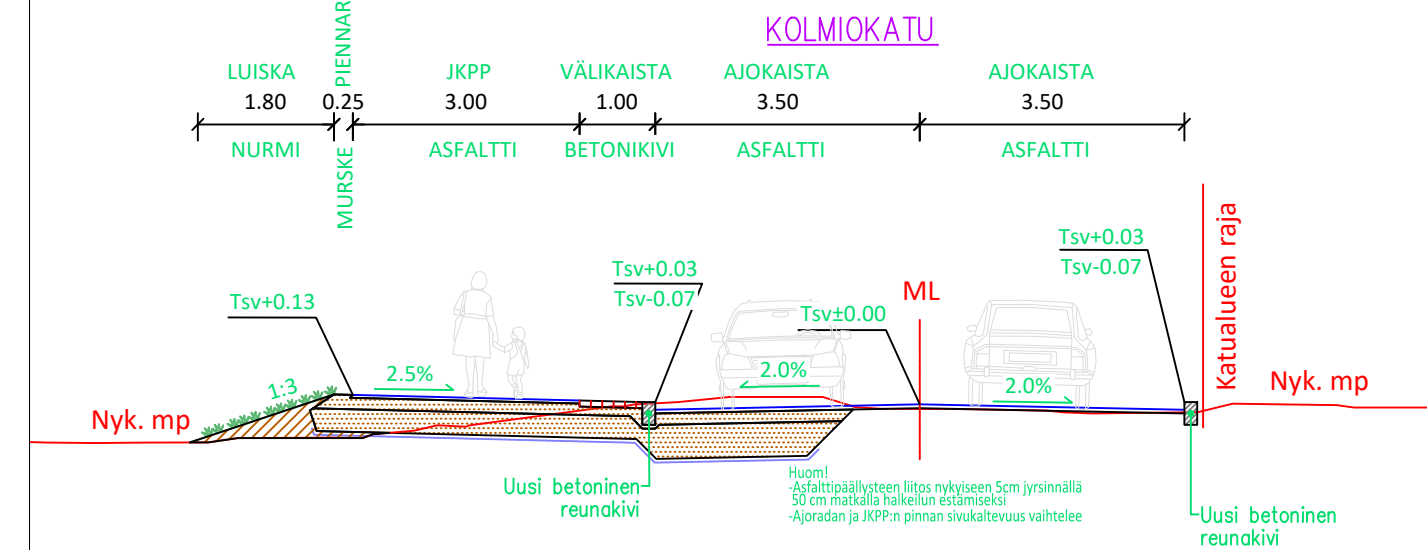 KOLMIOKATU
LUISKA
PIENNAR
JKPP
VÄLIKAISTA
AJOKAISTA
AJOKAISTA
1.80
0.25
3.00
1.00
3.50
3.50
NURMI
MURSKE
ASFALTTI
BETONIKIVI
ASFALTTI
ASFALTTI
Tsv+0.13
Tsv+0.03
Tsv-0.07
Tsv±0.00
ML
Tsv+0.03
Tsv-0.07
Katualueen raja
1:3
2.5%
2.0%
2.0%
Nyk. mp
Nyk. mp
Uusi betoninen
reunakivi
Huom!
-Asfalttipäällysteen liitos nykyiseen 5cm jyrsinnällä
50 cm matkalla halkeilun estämiseksi
-Ajoradan ja JKPP:n pinnan sivukaltevuus vaihtelee
Uusi betoninen
reunakivi